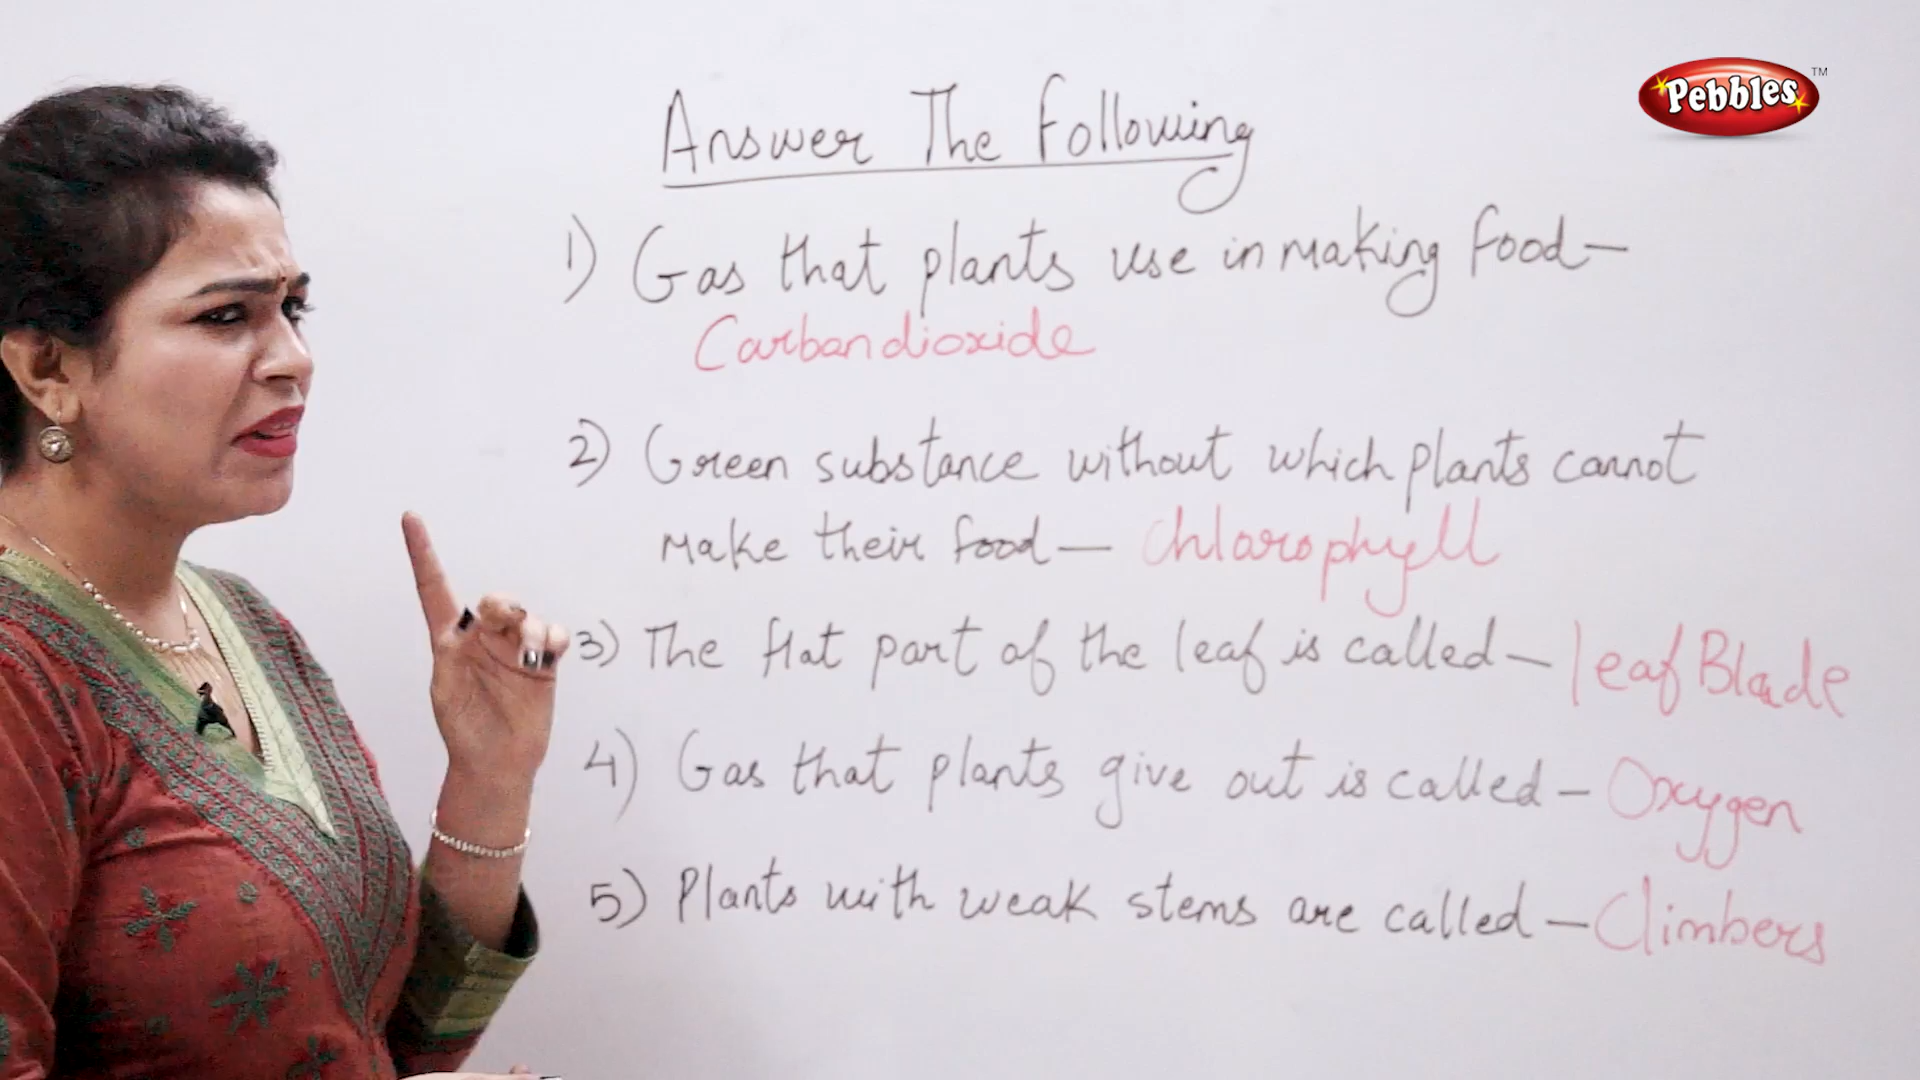 Pebbles TM
Answer The Following
1) Gas that plants use in making food –
Carbandioxide
2) Green substance without which plants cannot
make their food – Chlorophyll
3) The flat part of the leaf is called – leaf Blade
4) Gas that plants give out is called – Oxygen
5) Plants with weak stems are called – Climbers